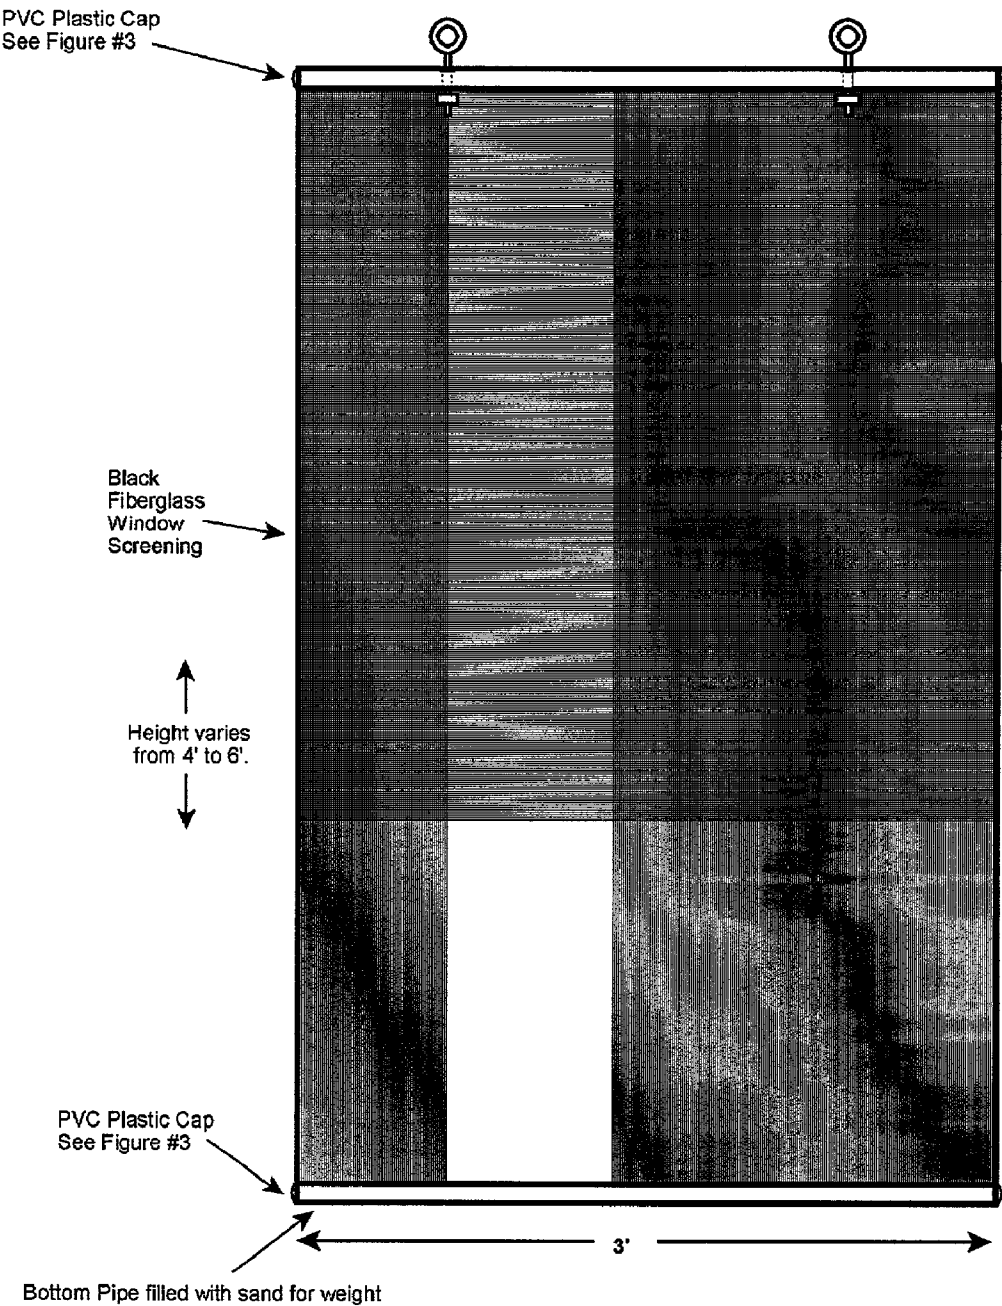 PVC Plastic Cap
See Figure #3
Black
Fiberglass
Window
Screening
Height varies
from 4' to 6'.
PVC Plastic Cap
See Figure #3
3'
Bottom Pipe filled with sand for weight